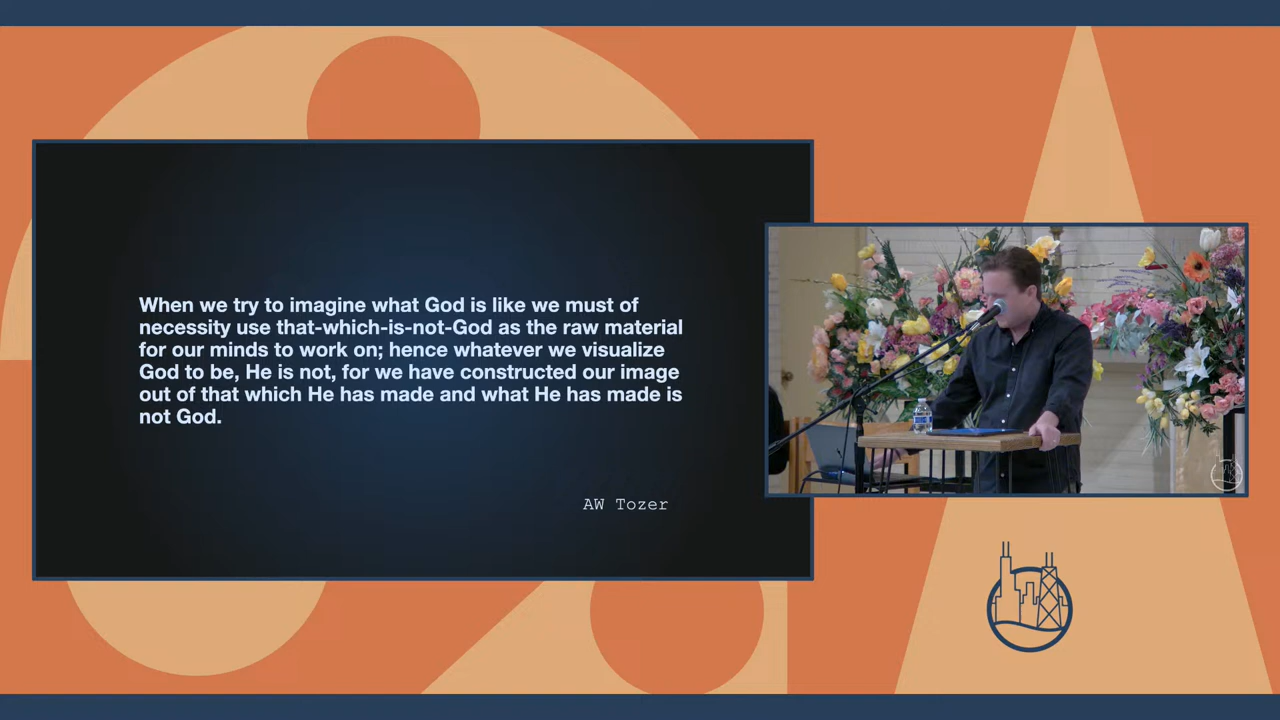 When we try to imagine what God is like we must of
necessity use that-which-is-not-God as the raw material
for our minds to work on; hence whatever we visualize
God to be, He is not, for we have constructed our image
out of that which He has made and what He has made is
not God.
AW Tozer